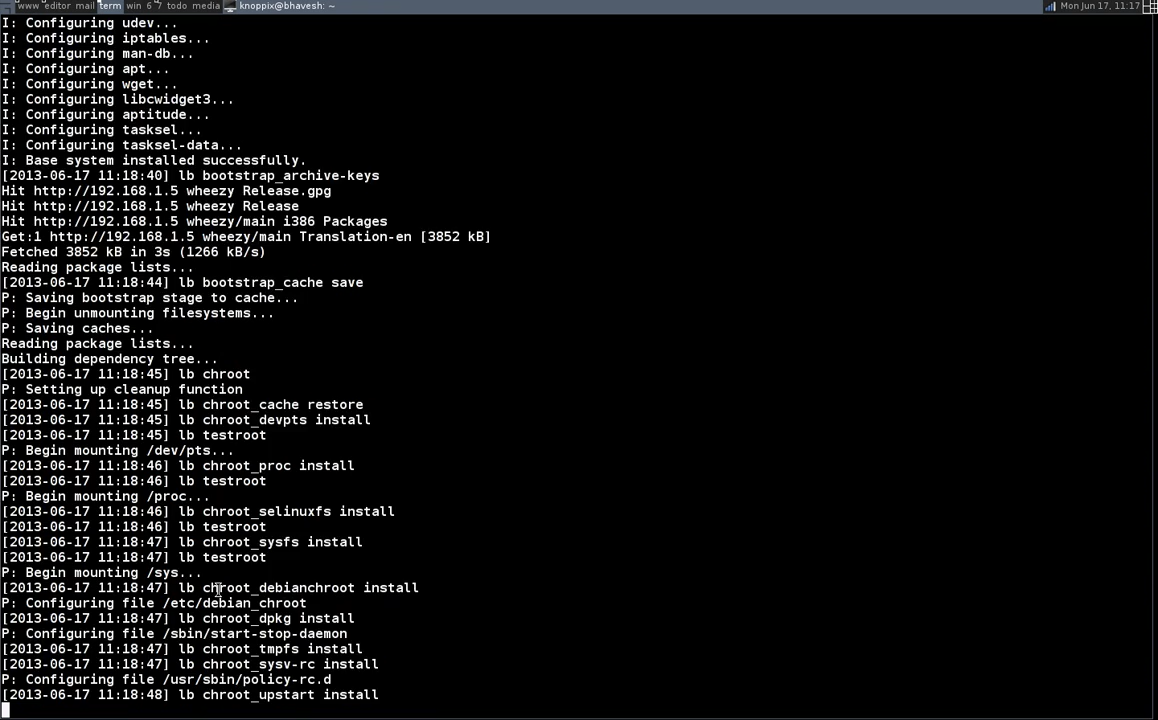 www editor mail term win 6 7 todo media knoppix@bhavesh: ~ Mon Jun 17, 11:17
I: Configuring udev...
I: Configuring iptables...
I: Configuring man-db...
I: Configuring apt...
I: Configuring wget...
I: Configuring libcwidget3...
I: Configuring aptitude...
I: Configuring tasksel...
I: Configuring tasksel-data...
I: Base system installed successfully.
[2013-06-17 11:18:40] lb bootstrap_archive-keys
Hit http://192.168.1.5 wheezy Release.gpg
Hit http://192.168.1.5 wheezy Release
Hit http://192.168.1.5 wheezy/main i386 Packages
Get:1 http://192.168.1.5 wheezy/main Translation-en [3852 kB]
Fetched 3852 kB in 3s (1266 kB/s)
Reading package lists...
[2013-06-17 11:18:44] lb bootstrap_cache save
P: Saving bootstrap stage to cache...
P: Begin unmounting filesystems...
P: Saving caches...
Reading package lists...
Building dependency tree...
[2013-06-17 11:18:45] lb chroot
P: Setting up cleanup function
[2013-06-17 11:18:45] lb chroot_cache restore
[2013-06-17 11:18:45] lb chroot_devpts install
[2013-06-17 11:18:45] lb testroot
P: Begin mounting /dev/pts...
[2013-06-17 11:18:46] lb chroot_proc install
[2013-06-17 11:18:46] lb testroot
P: Begin mounting /proc...
[2013-06-17 11:18:46] lb chroot_selinuxfs install
[2013-06-17 11:18:46] lb testroot
[2013-06-17 11:18:47] lb chroot_sysfs install
[2013-06-17 11:18:47] lb testroot
P: Begin mounting /sys...
[2013-06-17 11:18:47] lb chroot_debianchroot install
P: Configuring file /etc/debian_chroot
[2013-06-17 11:18:47] lb chroot_dpkg install
P: Configuring file /sbin/start-stop-daemon
[2013-06-17 11:18:47] lb chroot_tmpfs install
[2013-06-17 11:18:47] lb chroot_sysv-rc install
P: Configuring file /usr/sbin/policy-rc.d
[2013-06-17 11:18:48] lb chroot_upstart install